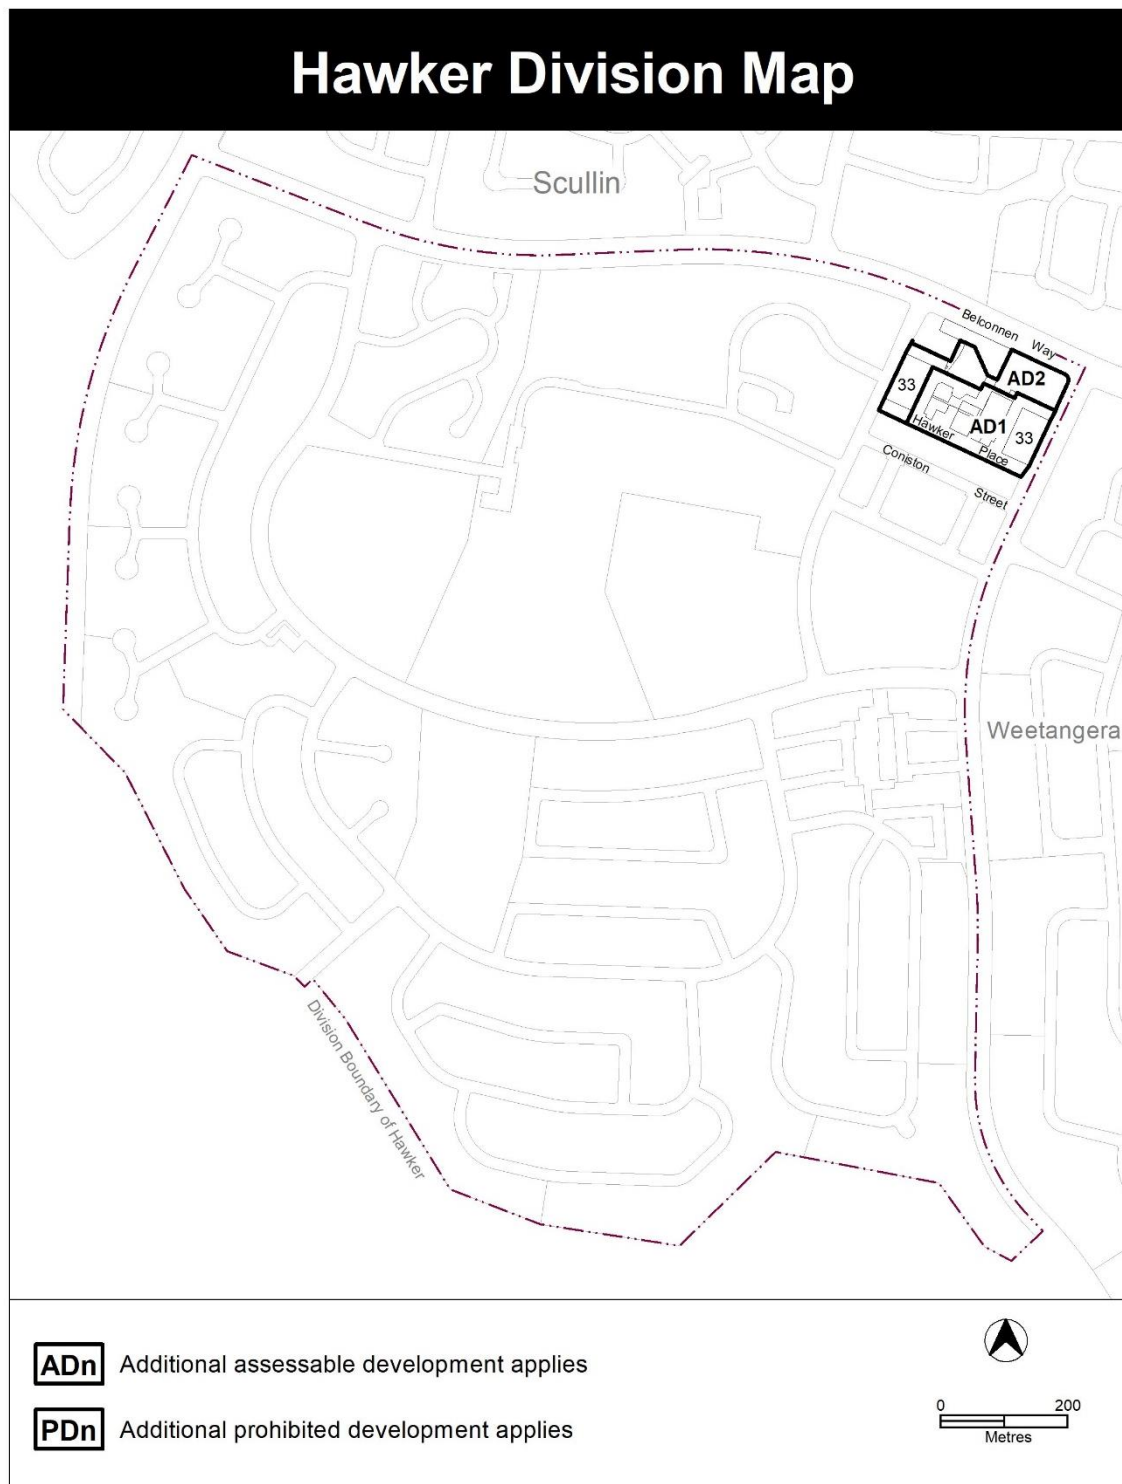 Hawker Division Map
Scullin
Belconnen Way
33
AD2
AD1
33
Hawker Place
Coniston Street
Weetangera
Division Boundary of Hawker
ADn Additional assessable development applies
PDn Additional prohibited development applies
0 200
Metres